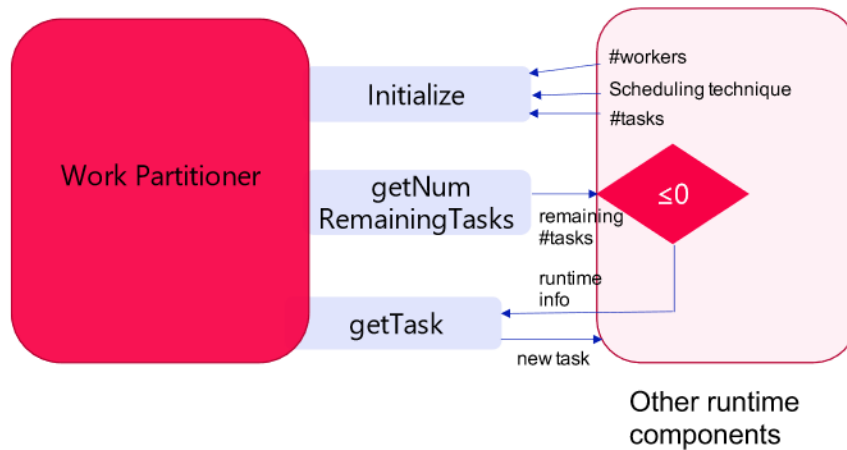 #workers
Initialize
Scheduling technique
#tasks
Work Partitioner
getNum
RemainingTasks
≤0
remaining
#tasks
runtime
info
getTask
new task
Other runtime
components